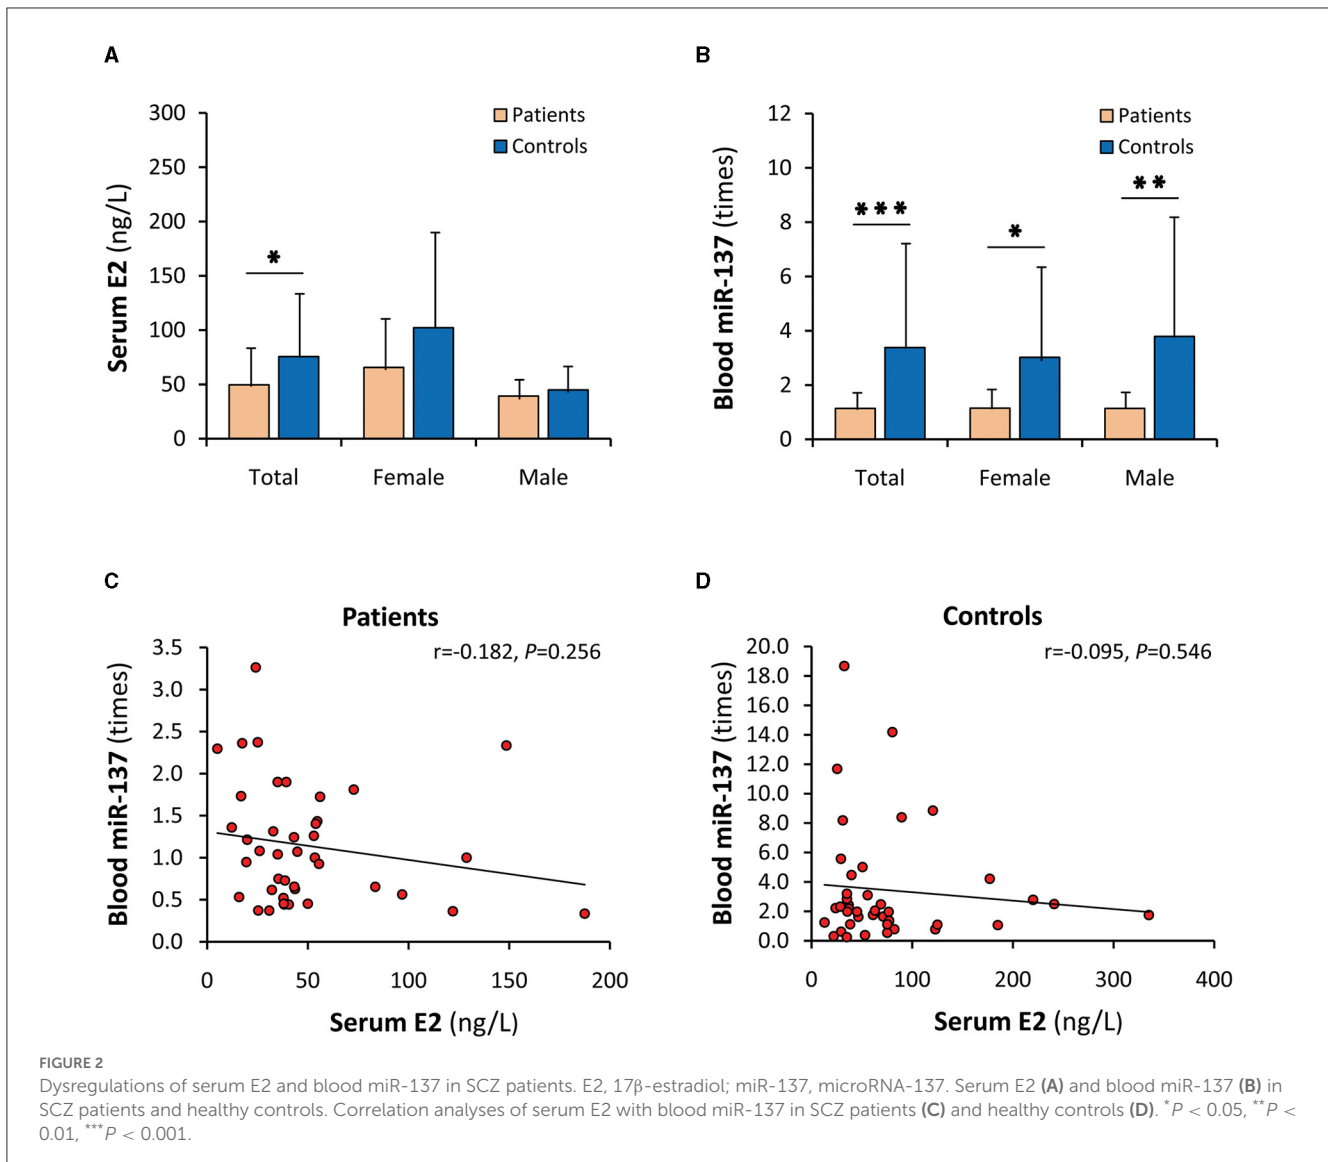 A
300
250
200
150
100
50
0
Serum E2 (ng/L)
Patients
Controls
*
Total Female Male
B
12
10
8
6
4
2
0
Blood miR-137 (times)
Patients
Controls
***
*
**
Total Female Male
C
Patients
r=-0.182, P=0.256
3.5
3.0
2.5
2.0
1.5
1.0
0.5
0.0
Blood miR-137 (times)
0 50 100 150 200
Serum E2 (ng/L)
D
Controls
r=-0.095, P=0.546
20.0
18.0
16.0
14.0
12.0
10.0
8.0
6.0
4.0
2.0
0.0
Blood miR-137 (times)
0 100 200 300 400
Serum E2 (ng/L)
FIGURE 2
Dysregulations of serum E2 and blood miR-137 in SCZ patients. E2, 17β-estradiol; miR-137, microRNA-137. Serum E2 (A) and blood miR-137 (B) in
SCZ patients and healthy controls. Correlation analyses of serum E2 with blood miR-137 in SCZ patients (C) and healthy controls (D). *P < 0.05, **P <
0.01, ***P < 0.001.